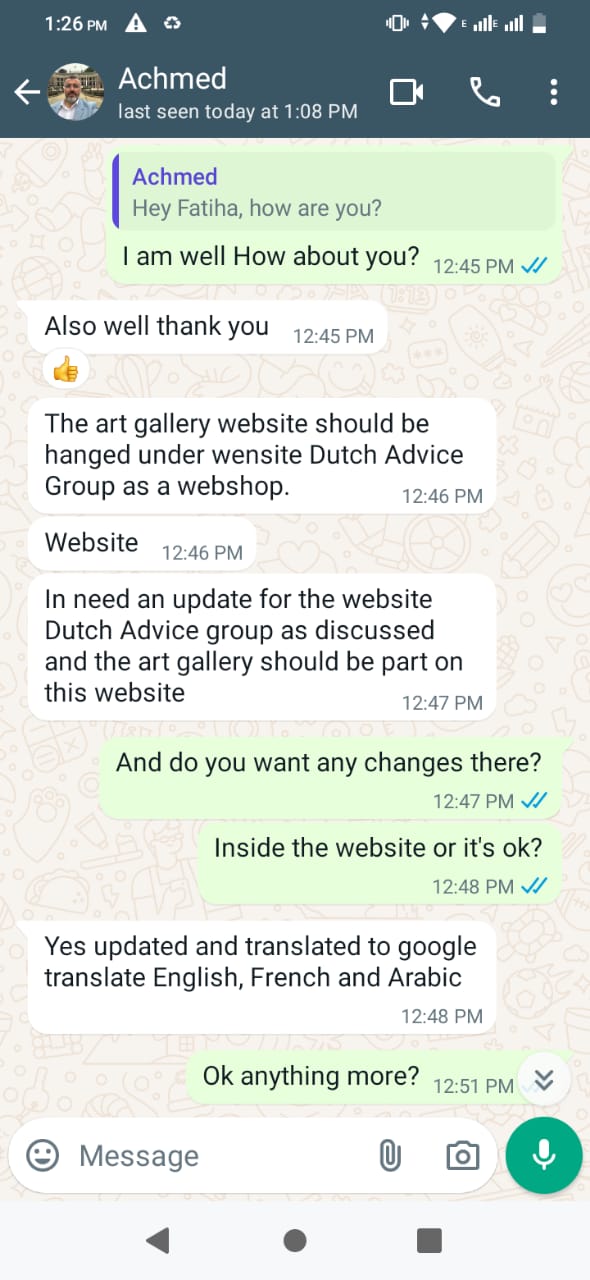 1:26 PM
E E
Achmed
last seen today at 1:08 PM
Achmed
Hey Fatiha, how are you?
I am well How about you? 12:45 PM
Also well thank you 12:45 PM
The art gallery website should be
hanged under wensite Dutch Advice
Group as a webshop. 12:46 PM
Website 12:46 PM
In need an update for the website
Dutch Advice group as discussed
and the art gallery should be part on
this website 12:47 PM
And do you want any changes there?
12:47 PM
Inside the website or it's ok?
12:48 PM
Yes updated and translated to google
translate English, French and Arabic
12:48 PM
Ok anything more? 12:51 PM
Message